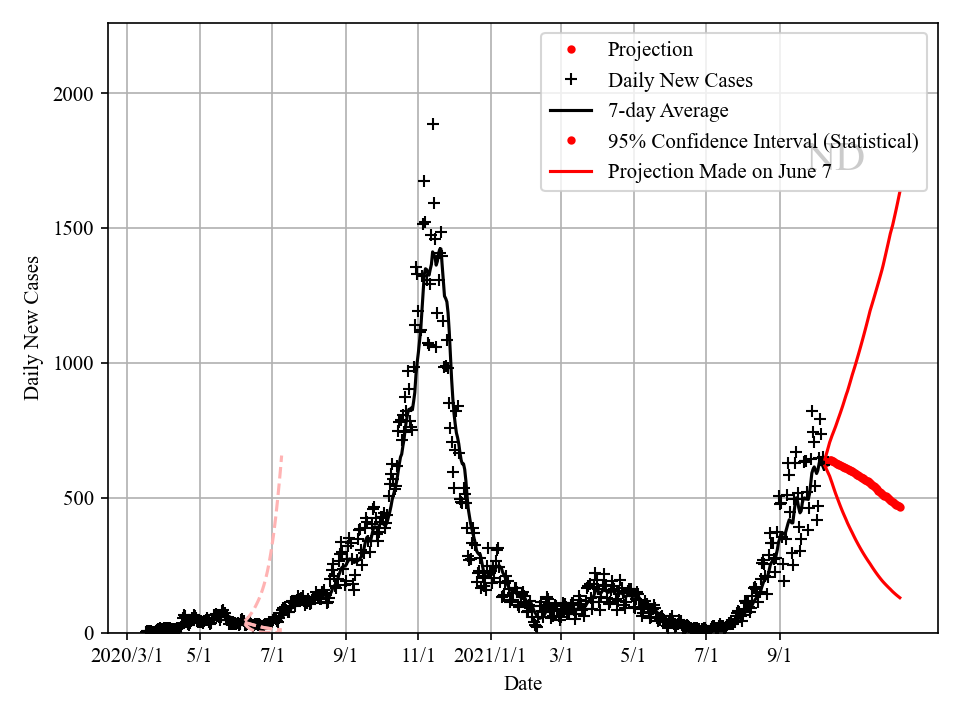 Projection
Daily New Cases
7-day Average
95% Confidence Interval (Statistical)
Projection Made on June 7
ND
Daily New Cases
2000
1500
1000
500
0
2020/3/1 5/1 7/1 9/1 11/1 2021/1/1 3/1 5/1 7/1 9/1
Date